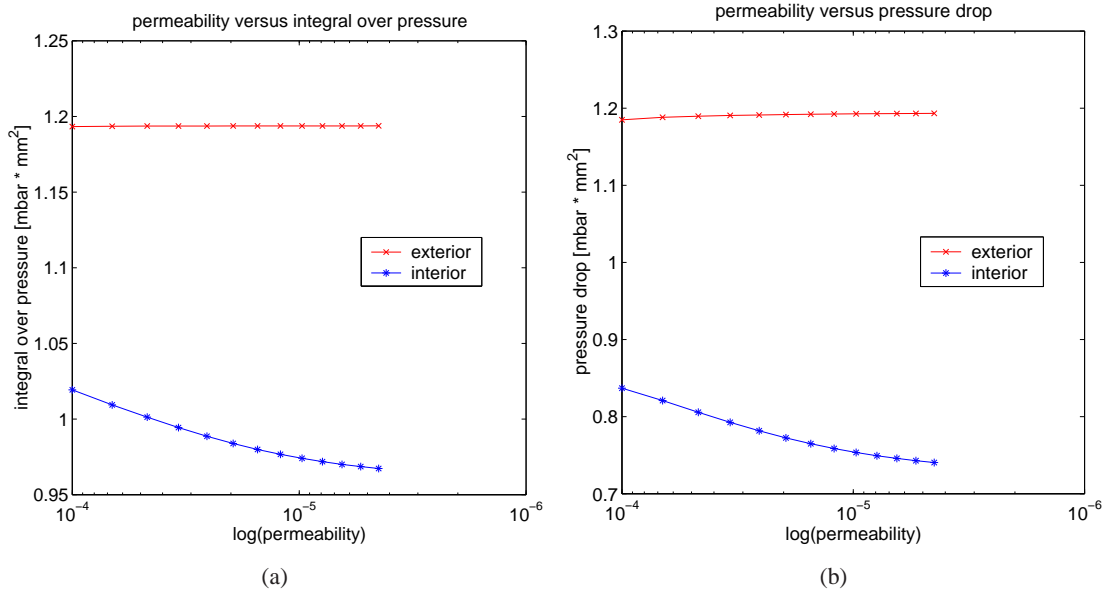 permeability versus integral over pressure
1.25
1.2
1.15
1.1
1.05
1
0.95
integral over pressure [mbar * mm²]
exterior
interior
10⁻⁴
10⁻⁵
10⁻⁶
log(permeability)
(a)
permeability versus pressure drop
1.3
1.2
1.1
1
0.9
0.8
0.7
pressure drop [mbar * mm²]
exterior
interior
10⁻⁴
10⁻⁵
10⁻⁶
log(permeability)
(b)